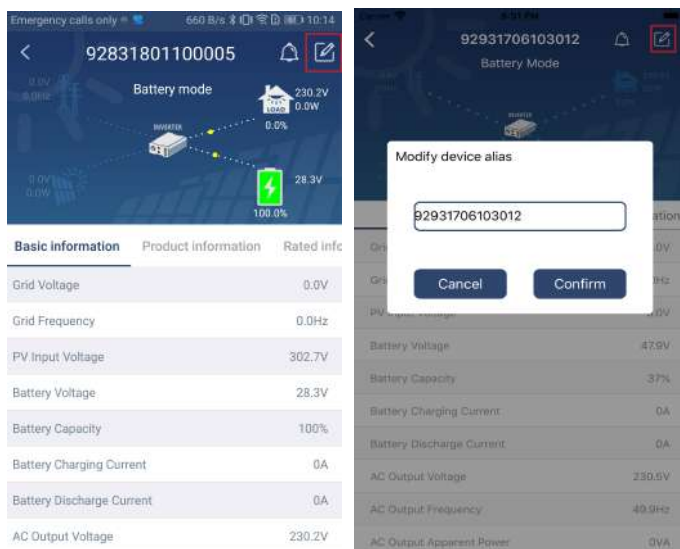 Emergency calls only
660 B/s
10:14
92831801100005
Battery mode
230.2V
0.0W
LOAD
0.0%
INVERTER
0.0V
0.0W
28.3V
100.0%
Basic information Product information Rated info
Grid Voltage 0.0V
Grid Frequency 0.0Hz
PV Input Voltage 302.7V
Battery Voltage 28.3V
Battery Capacity 100%
Battery Charging Current 0A
Battery Discharge Current 0A
AC Output Voltage 230.2V
92931706103012
Battery Mode
INVERTER
Modify device alias
92931706103012
Cancel Confirm
Battery Voltage 47.9V
Battery Capacity 37%
Battery Charging Current 0A
Battery Discharge Current 0A
AC Output Voltage 230.5V
AC Output Frequency 49.9Hz
AC Output Apparent Power 0VA